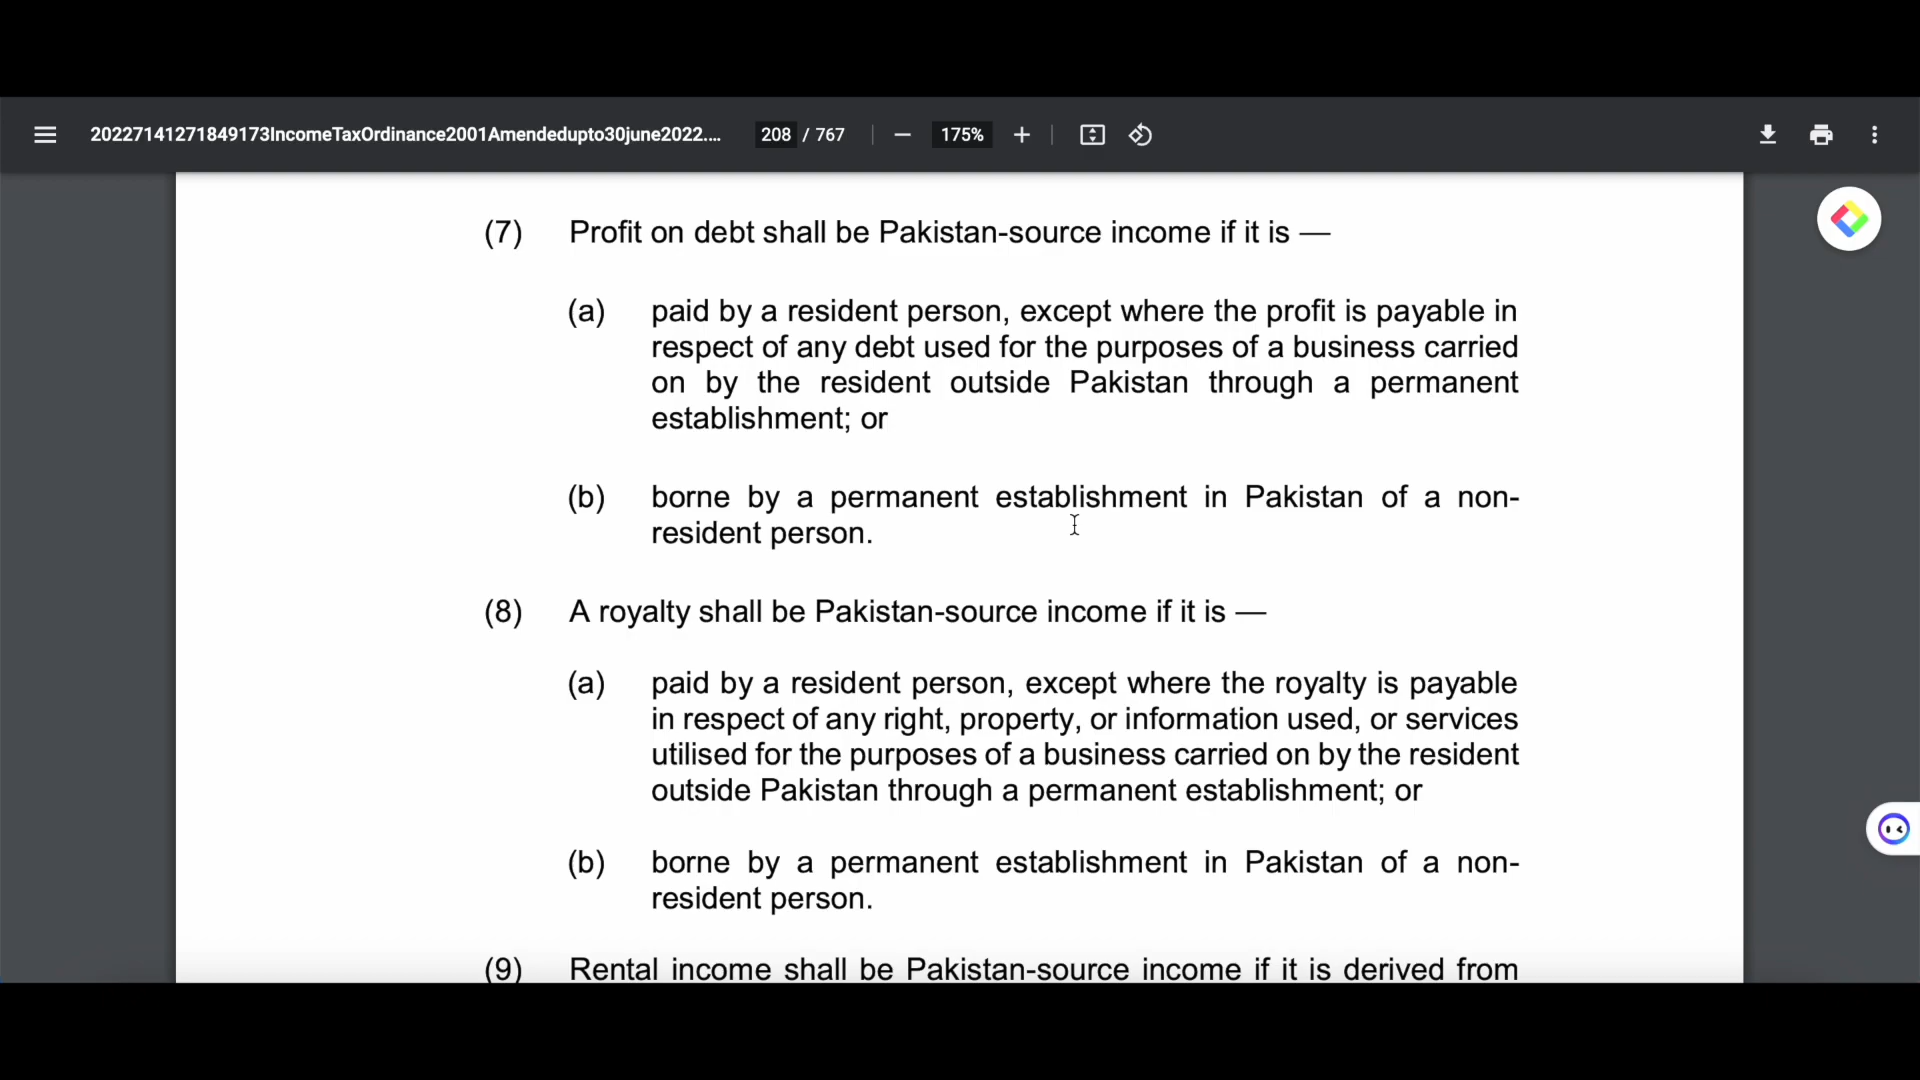 20227141271849173IncomeTaxOrdinance2001Amendedupto30june2022.... 208 / 767 175%
(7) Profit on debt shall be Pakistan-source income if it is —
(a) paid by a resident person, except where the profit is payable in
respect of any debt used for the purposes of a business carried
on by the resident outside Pakistan through a permanent
establishment; or
(b) borne by a permanent establishment in Pakistan of a non-
resident person.
(8) A royalty shall be Pakistan-source income if it is —
(a) paid by a resident person, except where the royalty is payable
in respect of any right, property, or information used, or services
utilised for the purposes of a business carried on by the resident
outside Pakistan through a permanent establishment; or
(b) borne by a permanent establishment in Pakistan of a non-
resident person.
(9) Rental income shall be Pakistan-source income if it is derived from